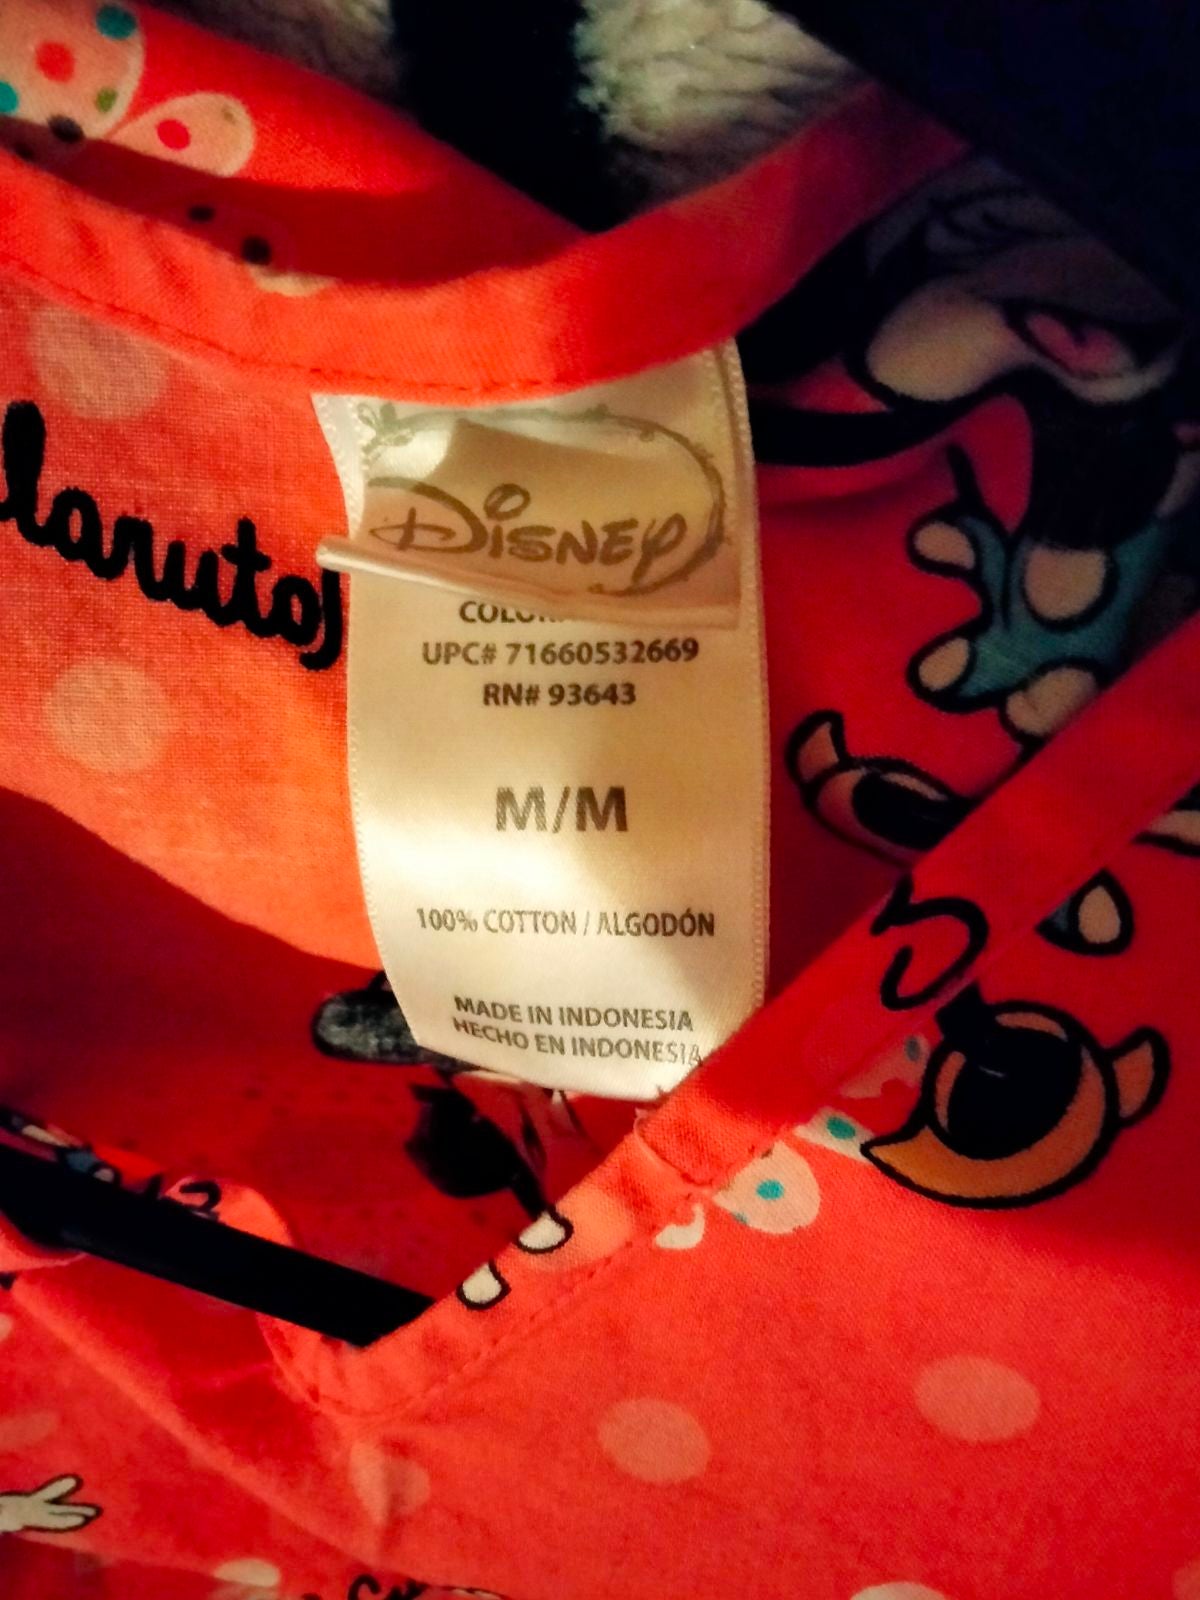 Disney
UPC# 71660532669
RN# 93643
M/M
100% COTTON / ALGODÓN
MADE IN INDONESIA
HECHO EN INDONESIA